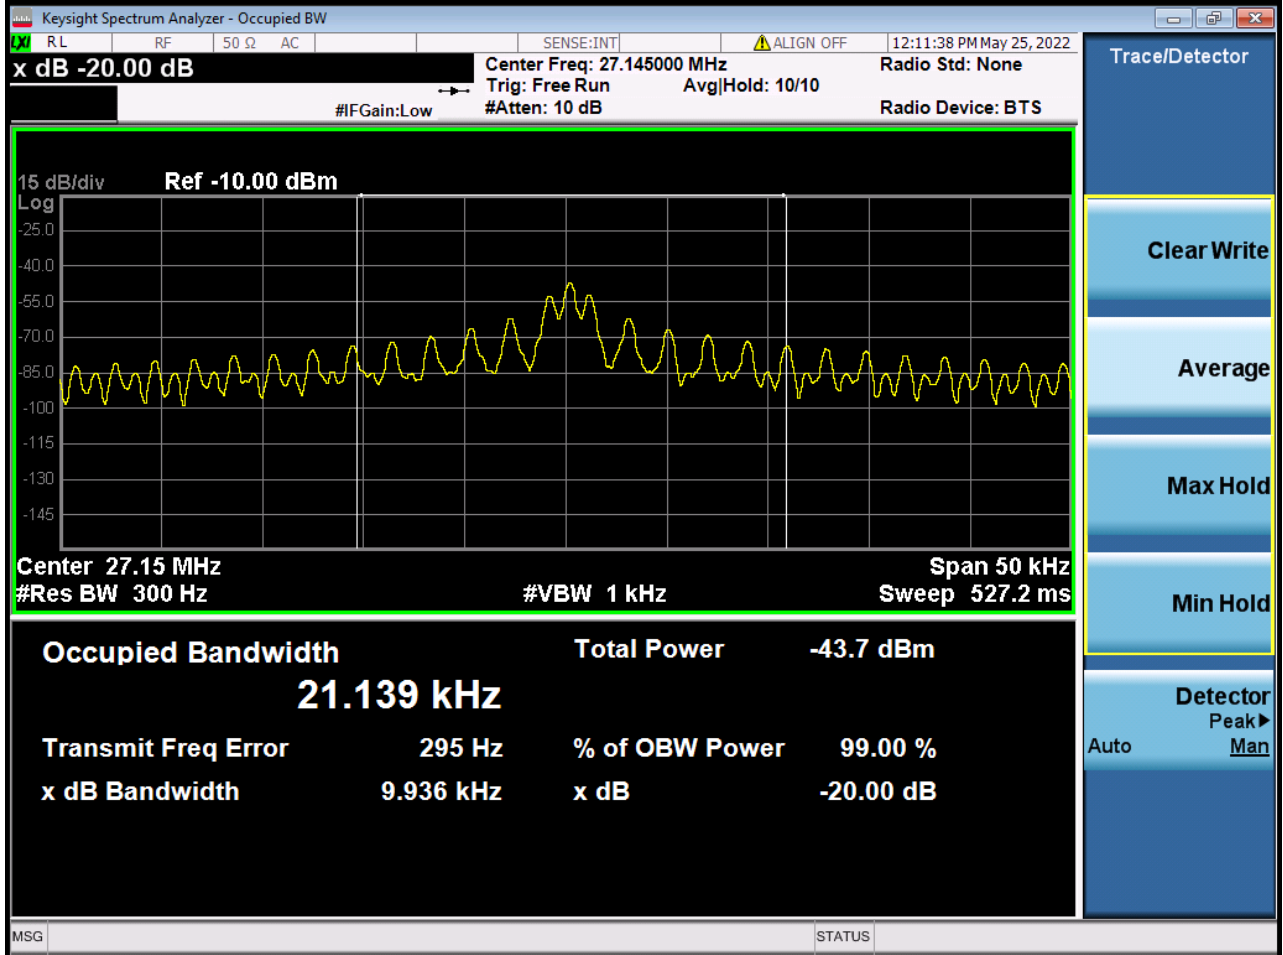 Keysight Spectrum Analyzer - Occupied BW
LXI RL RF 50 Ω AC SENSE:INT ALIGN OFF 12:11:38 PM May 25, 2022
x dB -20.00 dB
Center Freq: 27.145000 MHz Radio Std: None
Trig: Free Run Avg|Hold: 10/10
#IFGain:Low #Atten: 10 dB Radio Device: BTS
15 dB/div Ref -10.00 dBm
Log
-25.0
-40.0
-55.0
-70.0
-85.0
-100
-115
-130
-145
Center 27.15 MHz Span 50 kHz
#Res BW 300 Hz #VBW 1 kHz Sweep 527.2 ms
Occupied Bandwidth Total Power -43.7 dBm
21.139 kHz
Transmit Freq Error 295 Hz % of OBW Power 99.00 %
x dB Bandwidth 9.936 kHz x dB -20.00 dB
Trace/Detector
Clear Write
Average
Max Hold
Min Hold
Detector
Peak
Auto Man
MSG STATUS